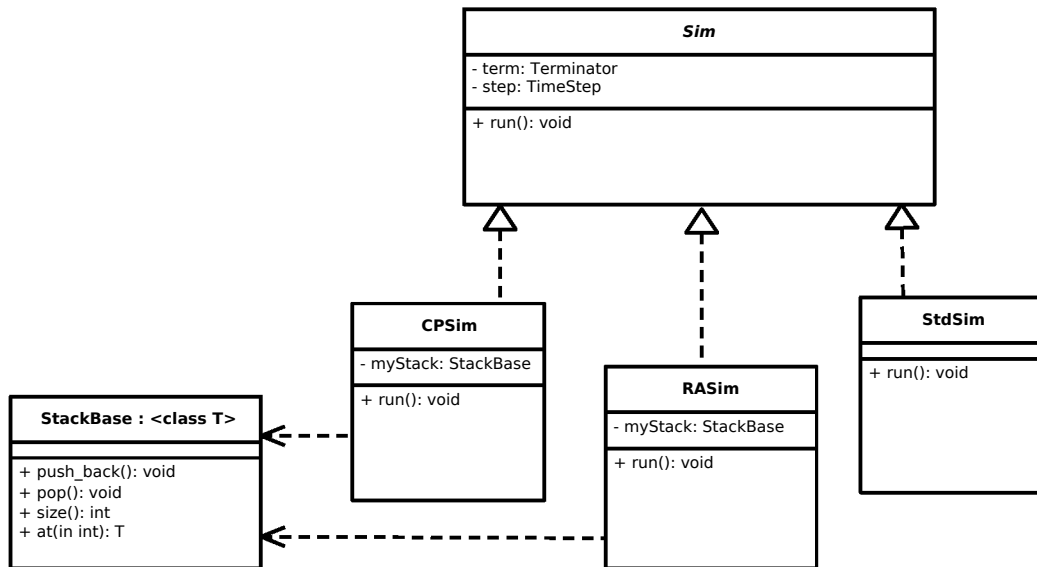 Sim
- term: Terminator
- step: TimeStep
+ run(): void
CPSim
- myStack: StackBase
+ run(): void
StdSim
+ run(): void
RASim
- myStack: StackBase
+ run(): void
StackBase : <class T>
+ push_back(): void
+ pop(): void
+ size(): int
+ at(in int): T